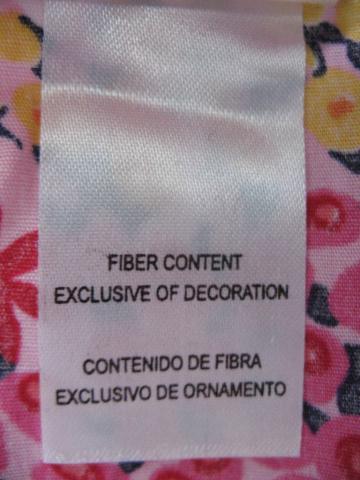 FIBER CONTENT
EXCLUSIVE OF DECORATION
CONTENIDO DE FIBRA
EXCLUSIVO DE ORNAMENTO